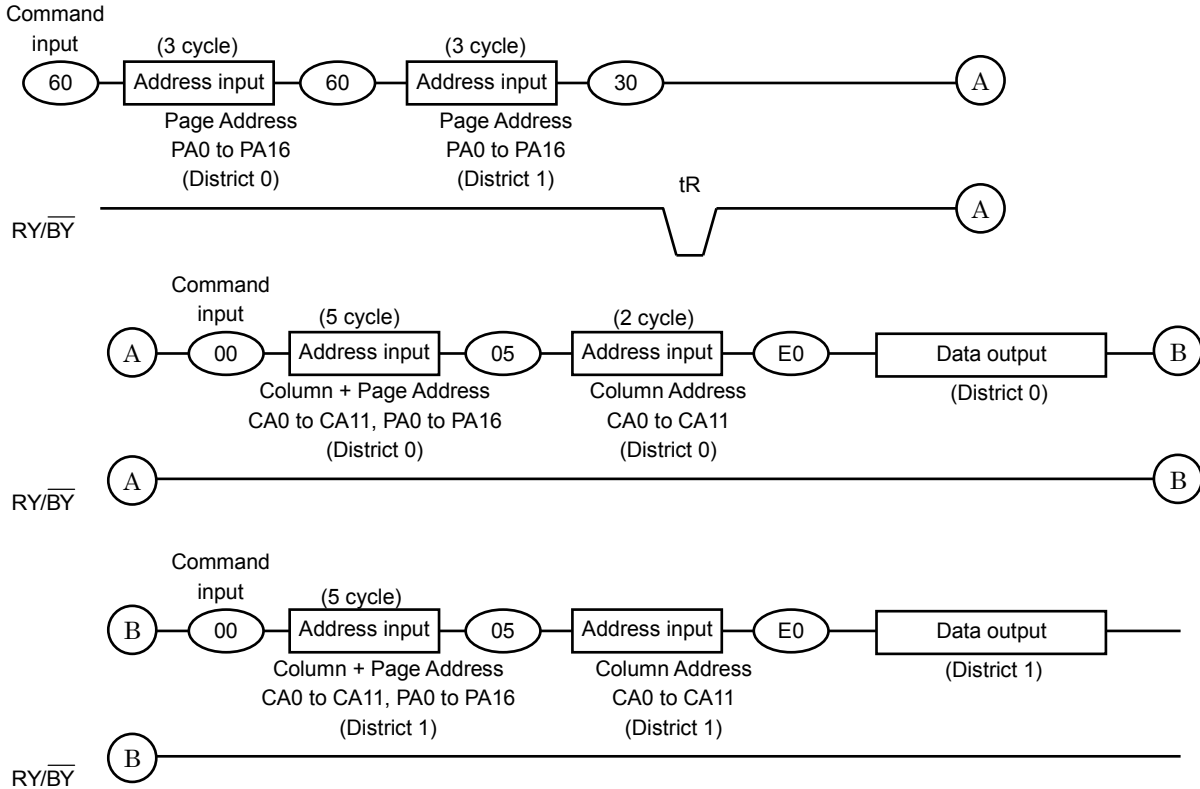 Command
input
(3 cycle) (3 cycle)
60 Address input 60 Address input 30 A
Page Address Page Address
PA0 to PA16 PA0 to PA16
(District 0) (District 1)
tR
RY/BY A
Command
input
(5 cycle) (2 cycle)
A 00 Address input 05 Address input E0 Data output B
Column + Page Address Column Address (District 0)
CA0 to CA11, PA0 to PA16 CA0 to CA11
(District 0) (District 0)
RY/BY A B
Command
input
(5 cycle)
B 00 Address input 05 Address input E0 Data output
Column + Page Address Column Address (District 1)
CA0 to CA11, PA0 to PA16 CA0 to CA11
(District 1) (District 1)
RY/BY B